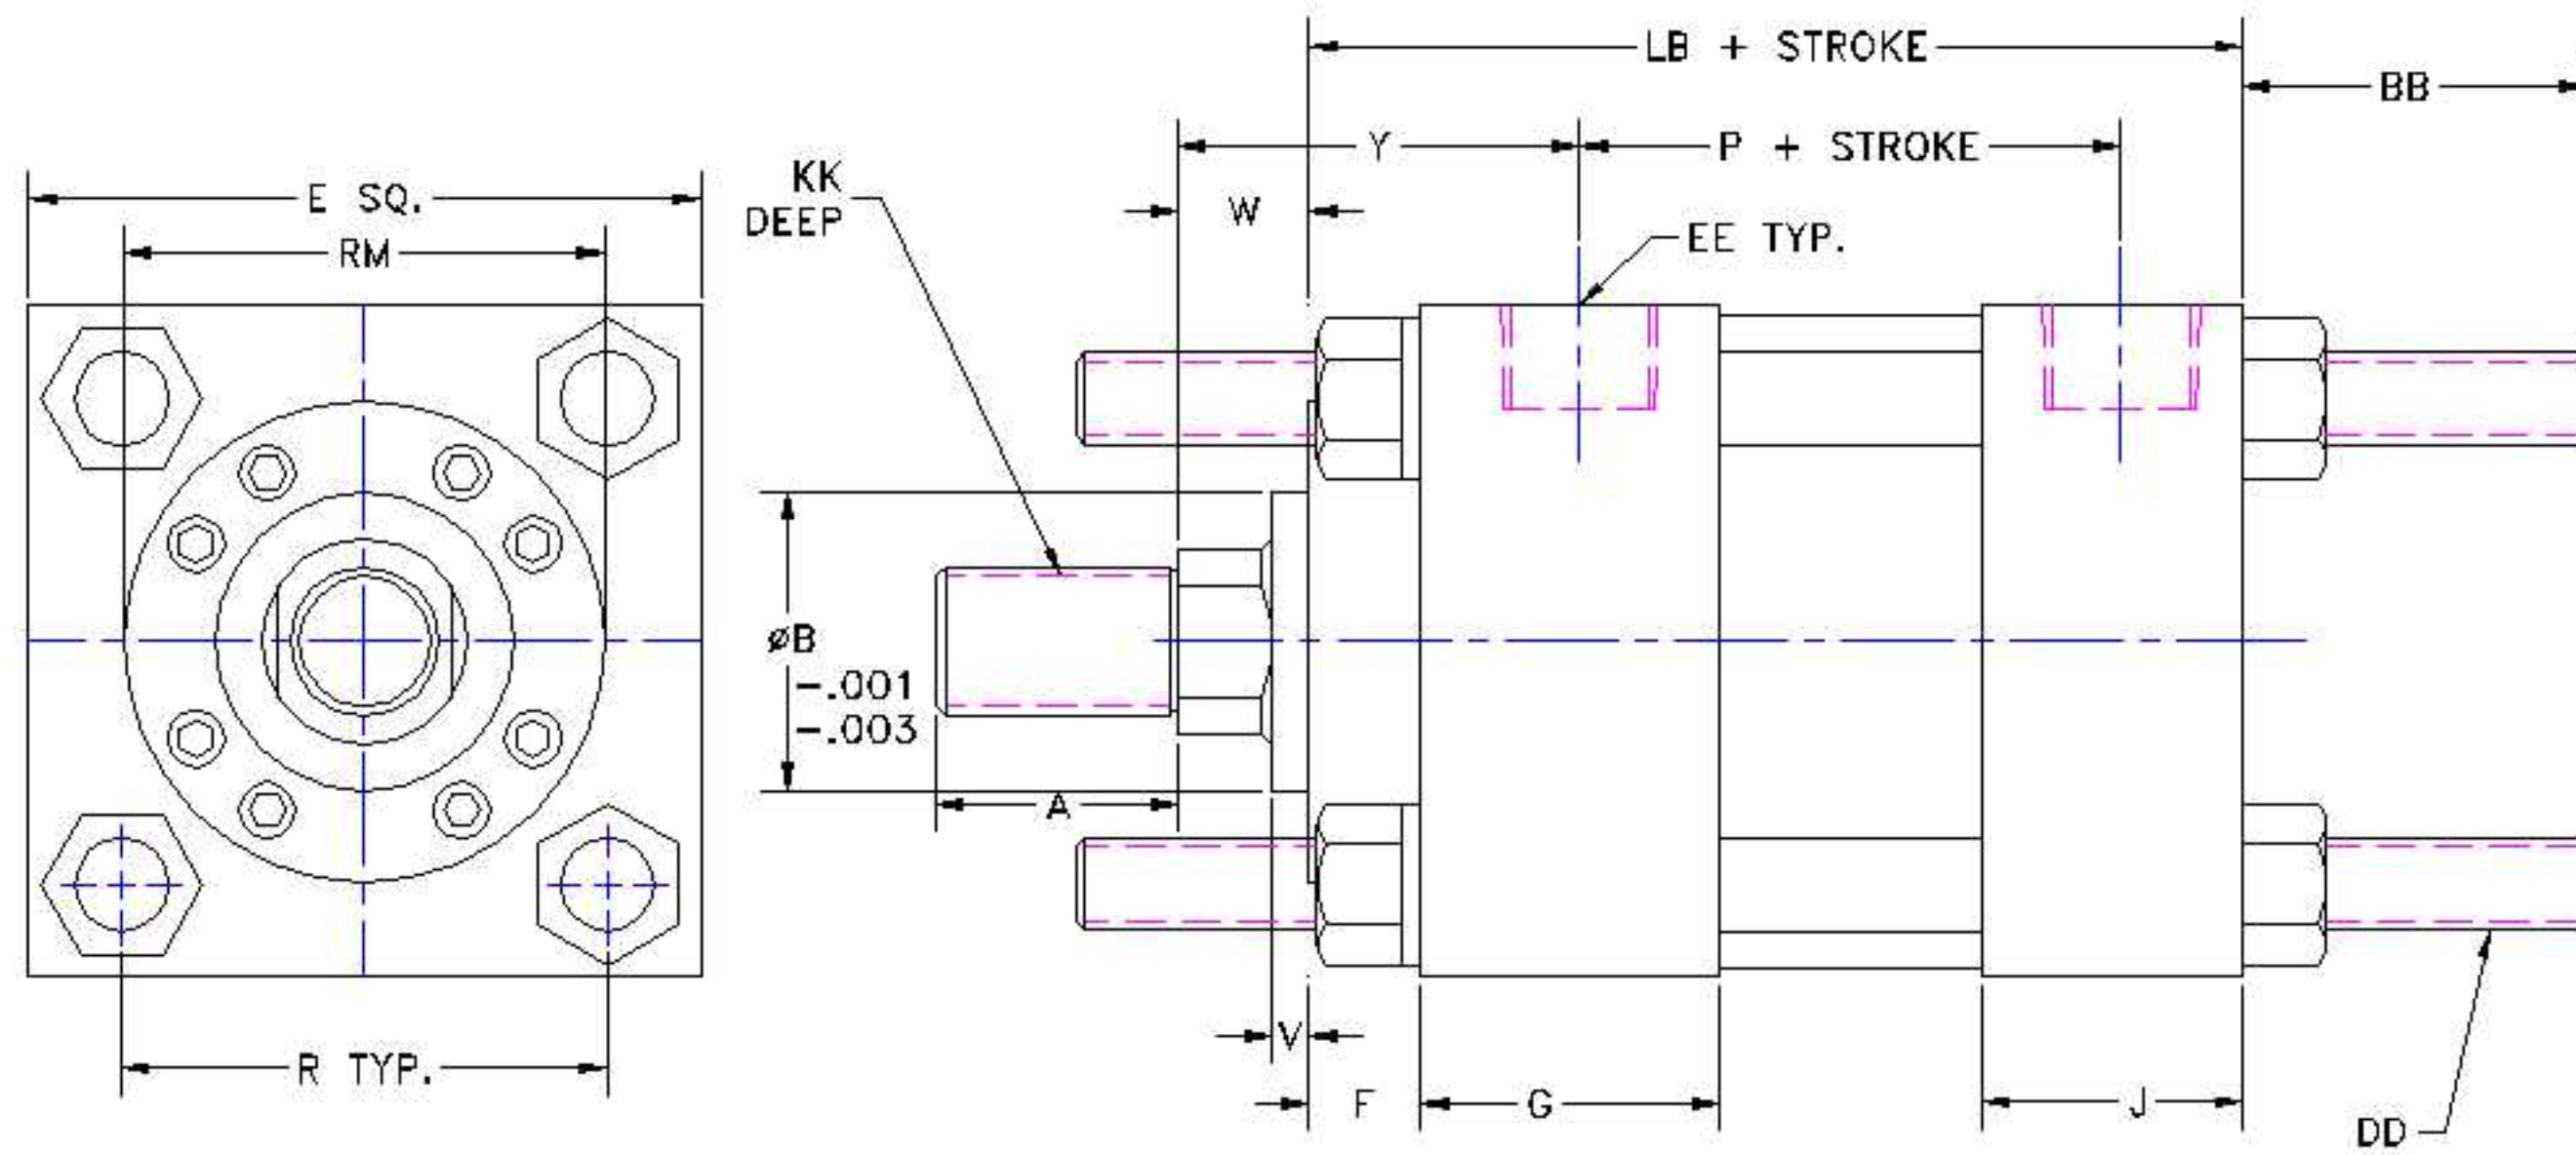 LB + STROKE
BB
Y
P + STROKE
KK
DEEP
E SQ.
W
EE TYP.
RM
øB
-.001
-.003
A
V
R TYP.
F
G
J
DD